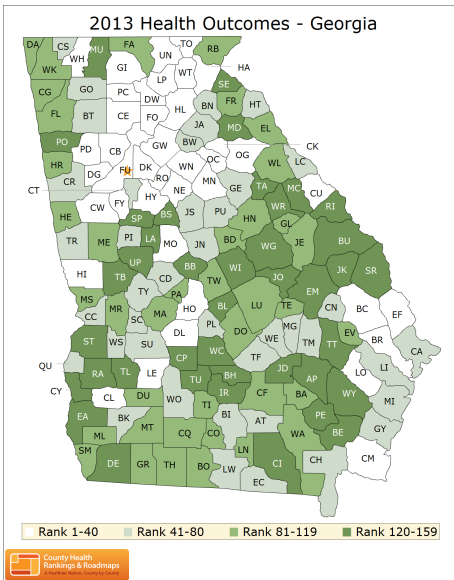 2013 Health Outcomes - Georgia
DA CS WH MU FA UN TO RB HA
WK GI LP WT SE
CG GO PC DW HL BN FR HT
FL BT CE FO JA MD EL
PO PD CB GW BW OC OG CK
HR DG FU DK WN WL LC
CT CR RO MN GE TA MC CU
CW FY HY NE WR RI
HE SP BS JS PU HN GL
TR ME PI LA MO JN BD WG JE BU
HI UP BB WI JK SR
TB CD TW JO
MS MR TY PA EM
CC MA HO BL LU TE CN BC EF
SC PL DO MG EV
ST WS SU DL WE TM TT BR CA
QU CP WC TF LO LI
RA TL LE TU BH JD AP
CY CL DU WO IR CF BA WY MI
EA BK TI BI AT PE
ML MT CQ CO WA BE GY
SM LN CH CM
DE GR TH BO LW CI
EC
Rank 1-40 Rank 41-80 Rank 81-119 Rank 120-159
County Health
Rankings & Roadmaps
A Healthier Nation, County by County